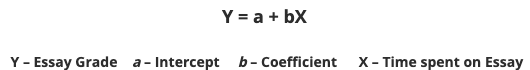 Y = a + bX
Y – Essay Grade a – Intercept b – Coefficient X – Time spent on Essay